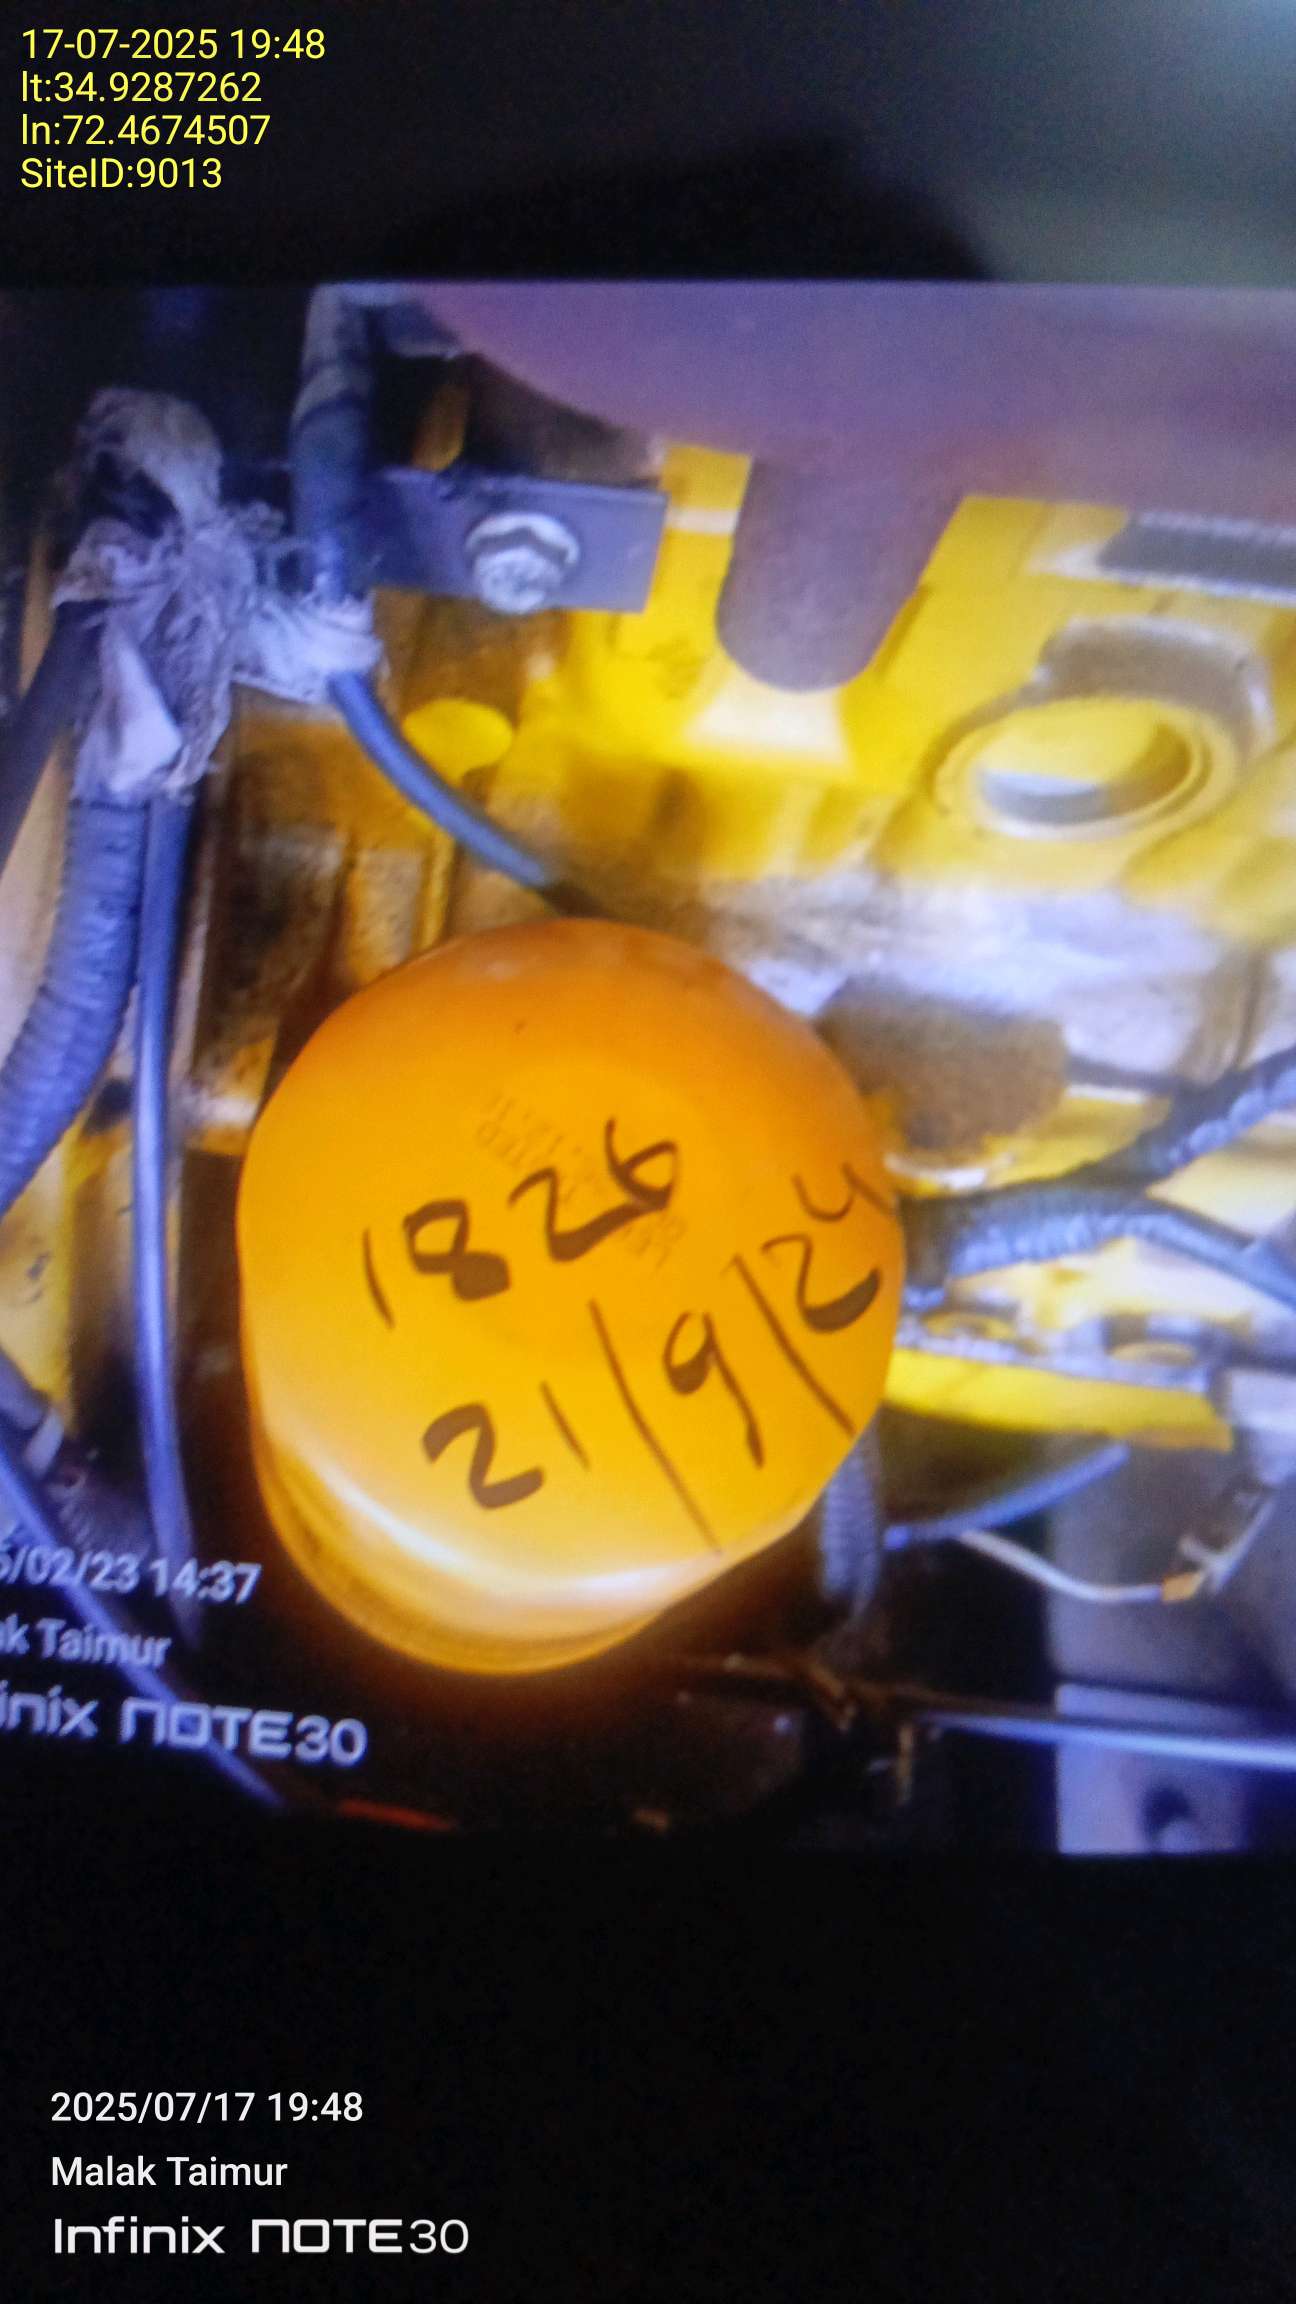 17-07-2025 19:48
lt:34.9287262
ln:72.4674507
SiteID:9013
1826
21/9/24
/02/23 14:37
k Taimur
inix NOTE30
2025/07/17 19:48
Malak Taimur
Infinix NOTE30